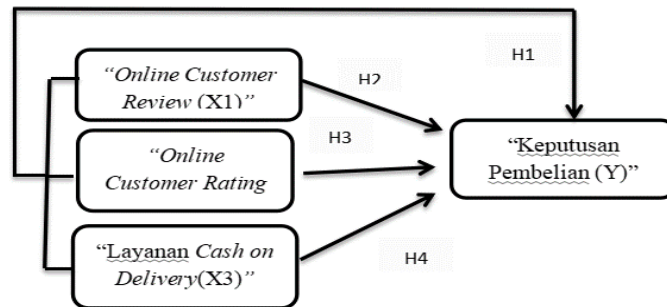 H1
“Online Customer
Review (X1)”
H2
“Online
Customer Rating
H3
“Keputusan
Pembelian (Y)”
“Layanan Cash on
Delivery(X3)”
H4